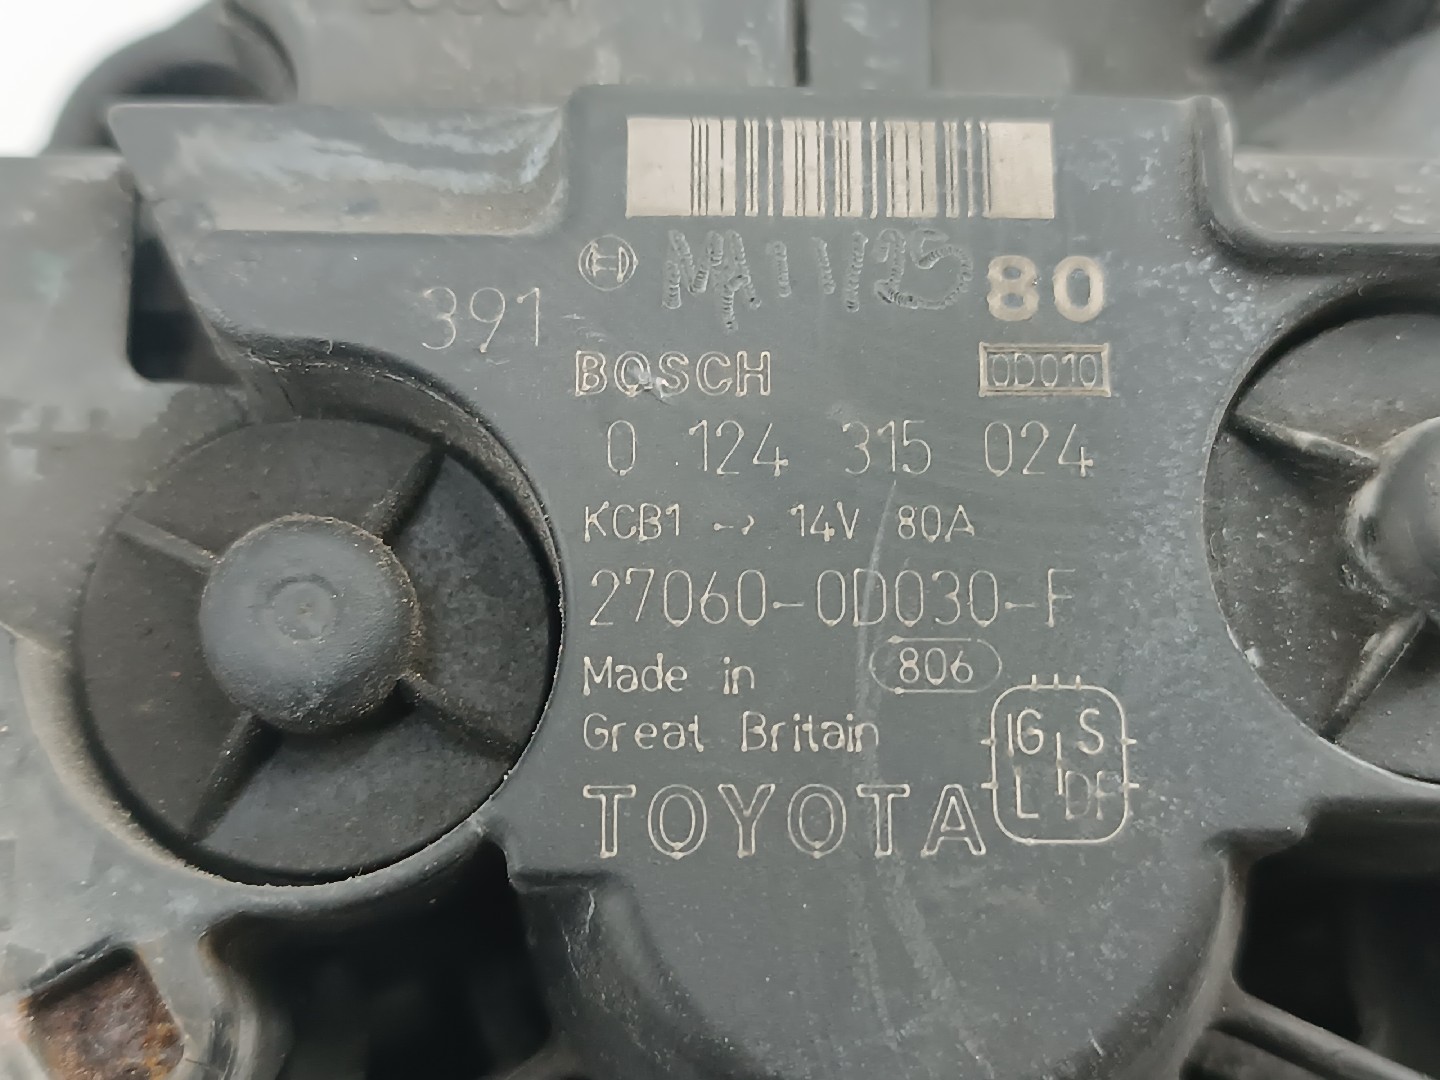 80
391
BOSCH
0D010
0 124 315 024
KCB1 -> 14V 80A
27060-0D030-F
Made in
806
Great Britain
IG S
L DF
TOYOTA